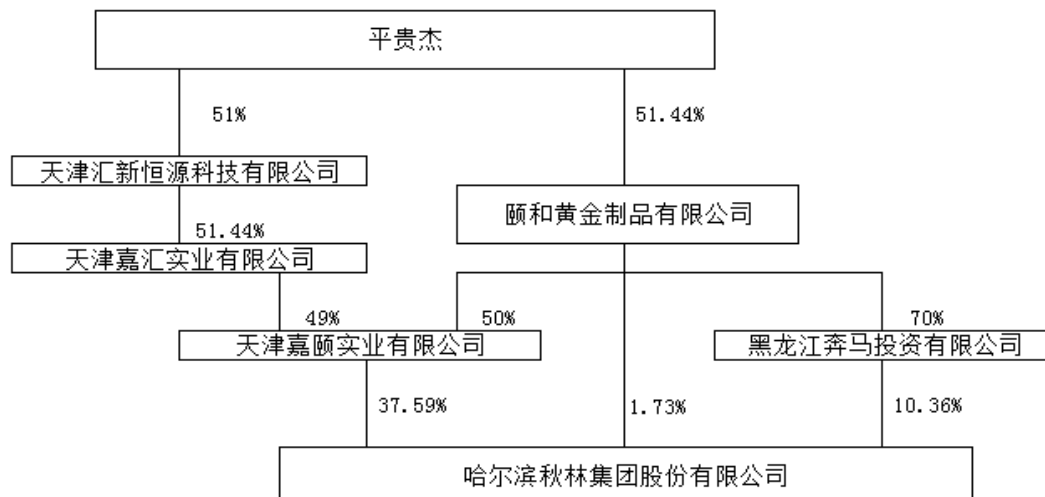 平贵杰
51%
51.44%
天津汇新恒源科技有限公司
颐和黄金制品有限公司
51.44%
天津嘉汇实业有限公司
49%
50%
70%
天津嘉颐实业有限公司
黑龙江奔马投资有限公司
37.59%
1.73%
10.36%
哈尔滨秋林集团股份有限公司